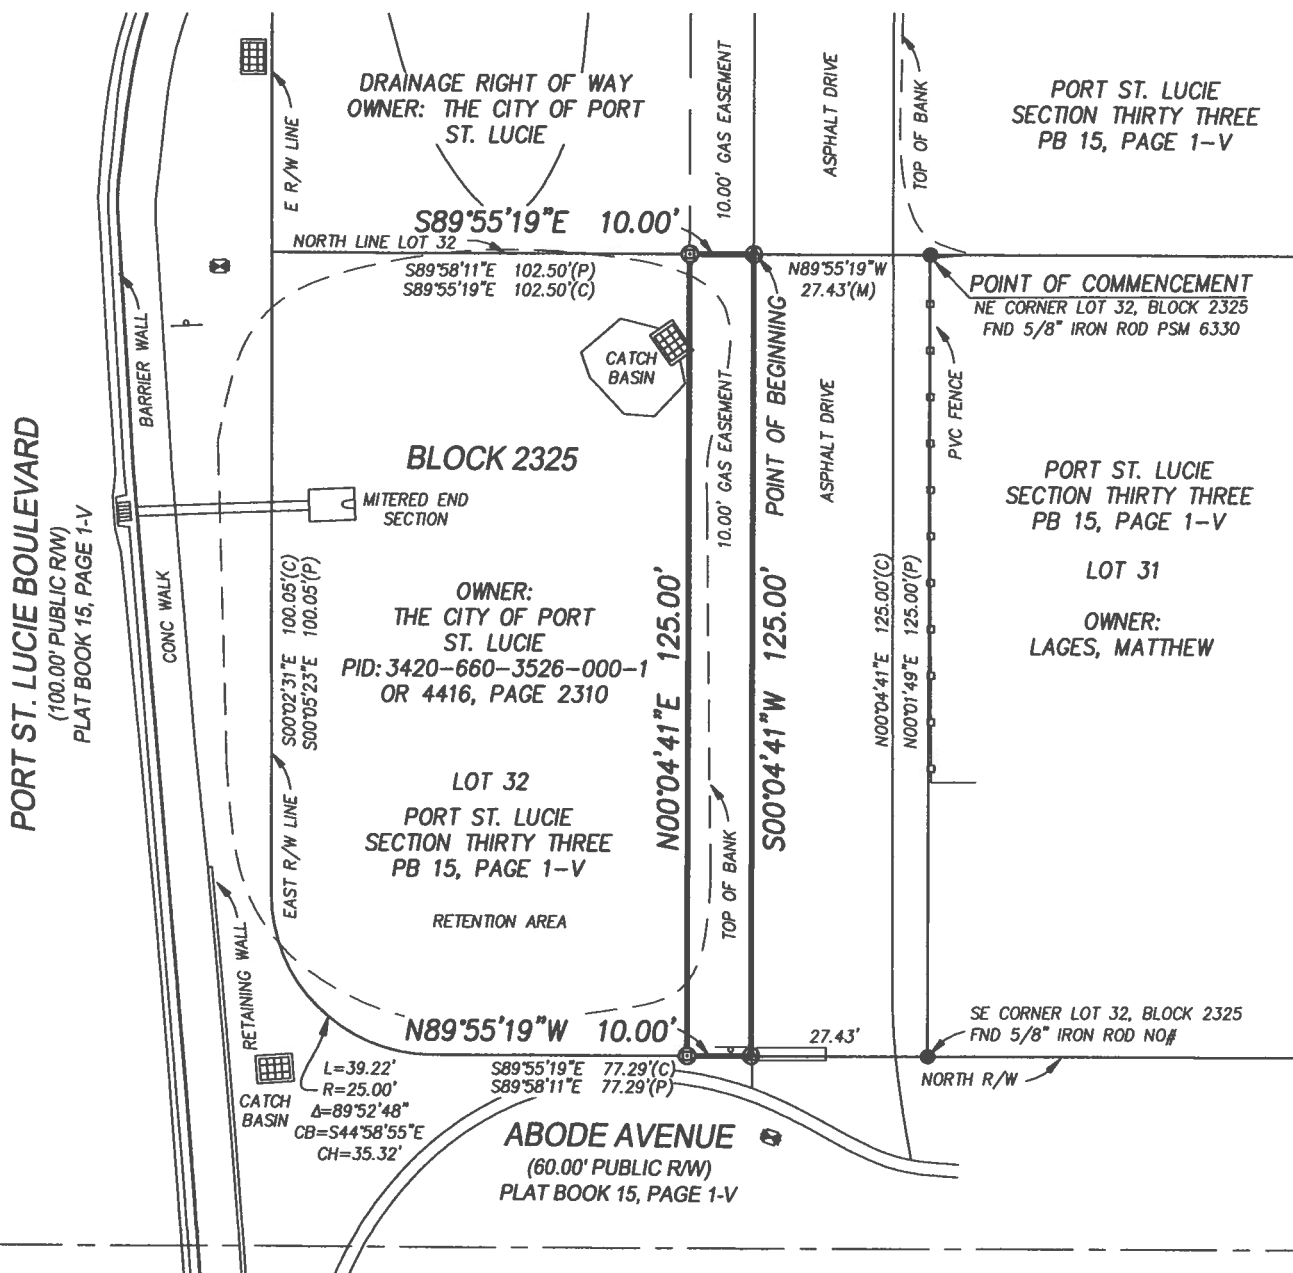 DRAINAGE RIGHT OF WAY
OWNER: THE CITY OF PORT
ST. LUCIE
10.00' GAS EASEMENT
ASPHALT DRIVE
TOP OF BANK
PORT ST. LUCIE
SECTION THIRTY THREE
PB 15, PAGE 1-V
E R/W LINE
S89°55'19"E 10.00'
NORTH LINE LOT 32
S89°58'11"E 102.50'(P)
S89°55'19"E 102.50'(C)
N89°55'19"W
27.43'(M)
POINT OF COMMENCEMENT
NE CORNER LOT 32, BLOCK 2325
FND 5/8" IRON ROD PSM 6330
BARRIER WALL
CATCH
BASIN
10.00' GAS EASEMENT
POINT OF BEGINNING
ASPHALT DRIVE
PVC FENCE
PORT ST. LUCIE BOULEVARD
(100.00' PUBLIC R/W)
PLAT BOOK 15, PAGE 1-V
BLOCK 2325
MITERED END
SECTION
PORT ST. LUCIE
SECTION THIRTY THREE
PB 15, PAGE 1-V
LOT 31
OWNER:
LAGES, MATTHEW
CONC WALK
S00°02'31"E 100.05'(C)
S00°05'23"E 100.05'(P)
OWNER:
THE CITY OF PORT
ST. LUCIE
PID: 3420-660-3526-000-1
OR 4416, PAGE 2310
N00°04'41"E 125.00'
S00°04'41"W 125.00'
N00°04'41"E 125.00'(C)
N00°01'49"E 125.00'(P)
LOT 32
PORT ST. LUCIE
SECTION THIRTY THREE
PB 15, PAGE 1-V
RETENTION AREA
EAST R/W LINE
TOP OF BANK
RETAINING WALL
N89°55'19"W 10.00'
27.43'
SE CORNER LOT 32, BLOCK 2325
FND 5/8" IRON ROD NO#
NORTH R/W
S89°55'19"E 77.29'(C)
S89°58'11"E 77.29'(P)
L=39.22'
R=25.00'
Δ=89°52'48"
CB=S44°58'55"E
CH=35.32'
CATCH
BASIN
ABODE AVENUE
(60.00' PUBLIC R/W)
PLAT BOOK 15, PAGE 1-V